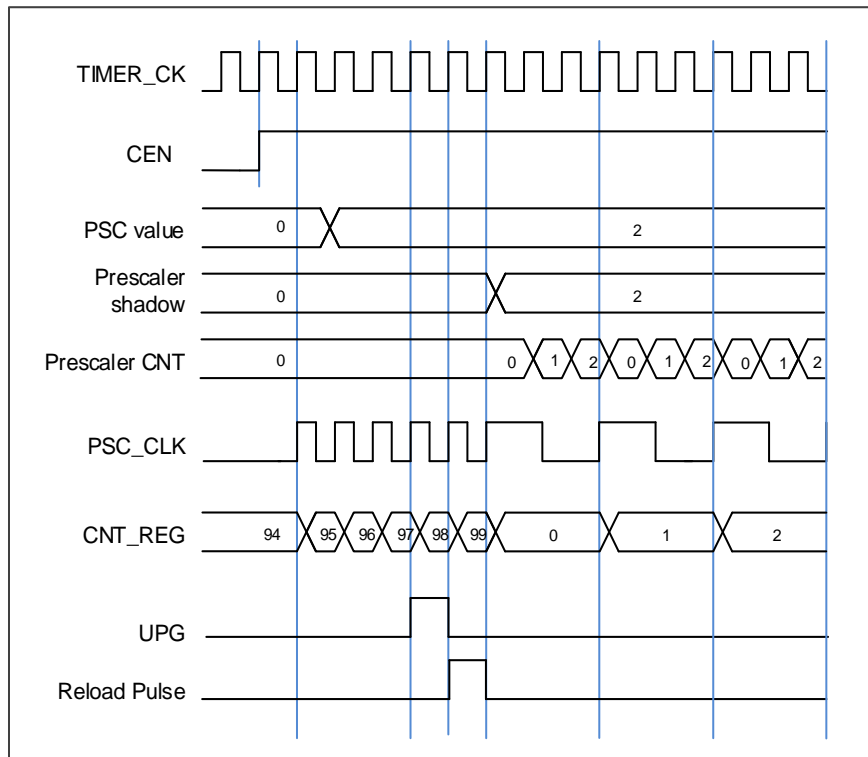 TIMER_CK
CEN
PSC value 0 2
Prescaler
shadow 0 2
Prescaler CNT 0 0 1 2 0 1 2 0 1 2
PSC_CLK
CNT_REG 94 95 96 97 98 99 0 1 2
UPG
Reload Pulse